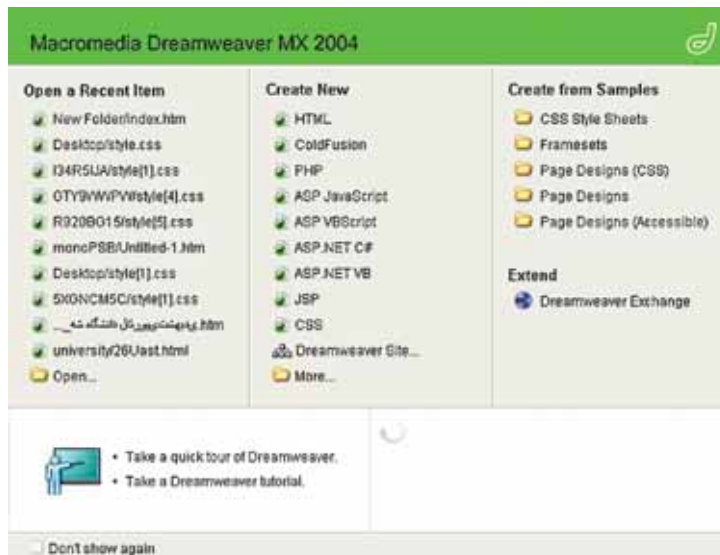 Macromedia Dreamweaver MX 2004
Open a Recent Item
New Folder/index.htm
Desktop/style.css
I34R5IJA/style[1].css
GTY9VWVPW/style[4].css
R920BG15/style[5].css
monoPSB/Untitled-1.htm
Desktop/style[1].css
5XGNCM5C/style[1].css
htm.
university/26Uast.html
Open...
Create New
HTML
ColdFusion
PHP
ASP JavaScript
ASP VBScript
ASP.NET C#
ASP.NET VB
JSP
CSS
Dreamweaver Site...
More...
Create from Samples
CSS Style Sheets
Framesets
Page Designs (CSS)
Page Designs
Page Designs (Accessible)
Extend
Dreamweaver Exchange
• Take a quick tour of Dreamweaver.
• Take a Dreamweaver tutorial.
Don't show again